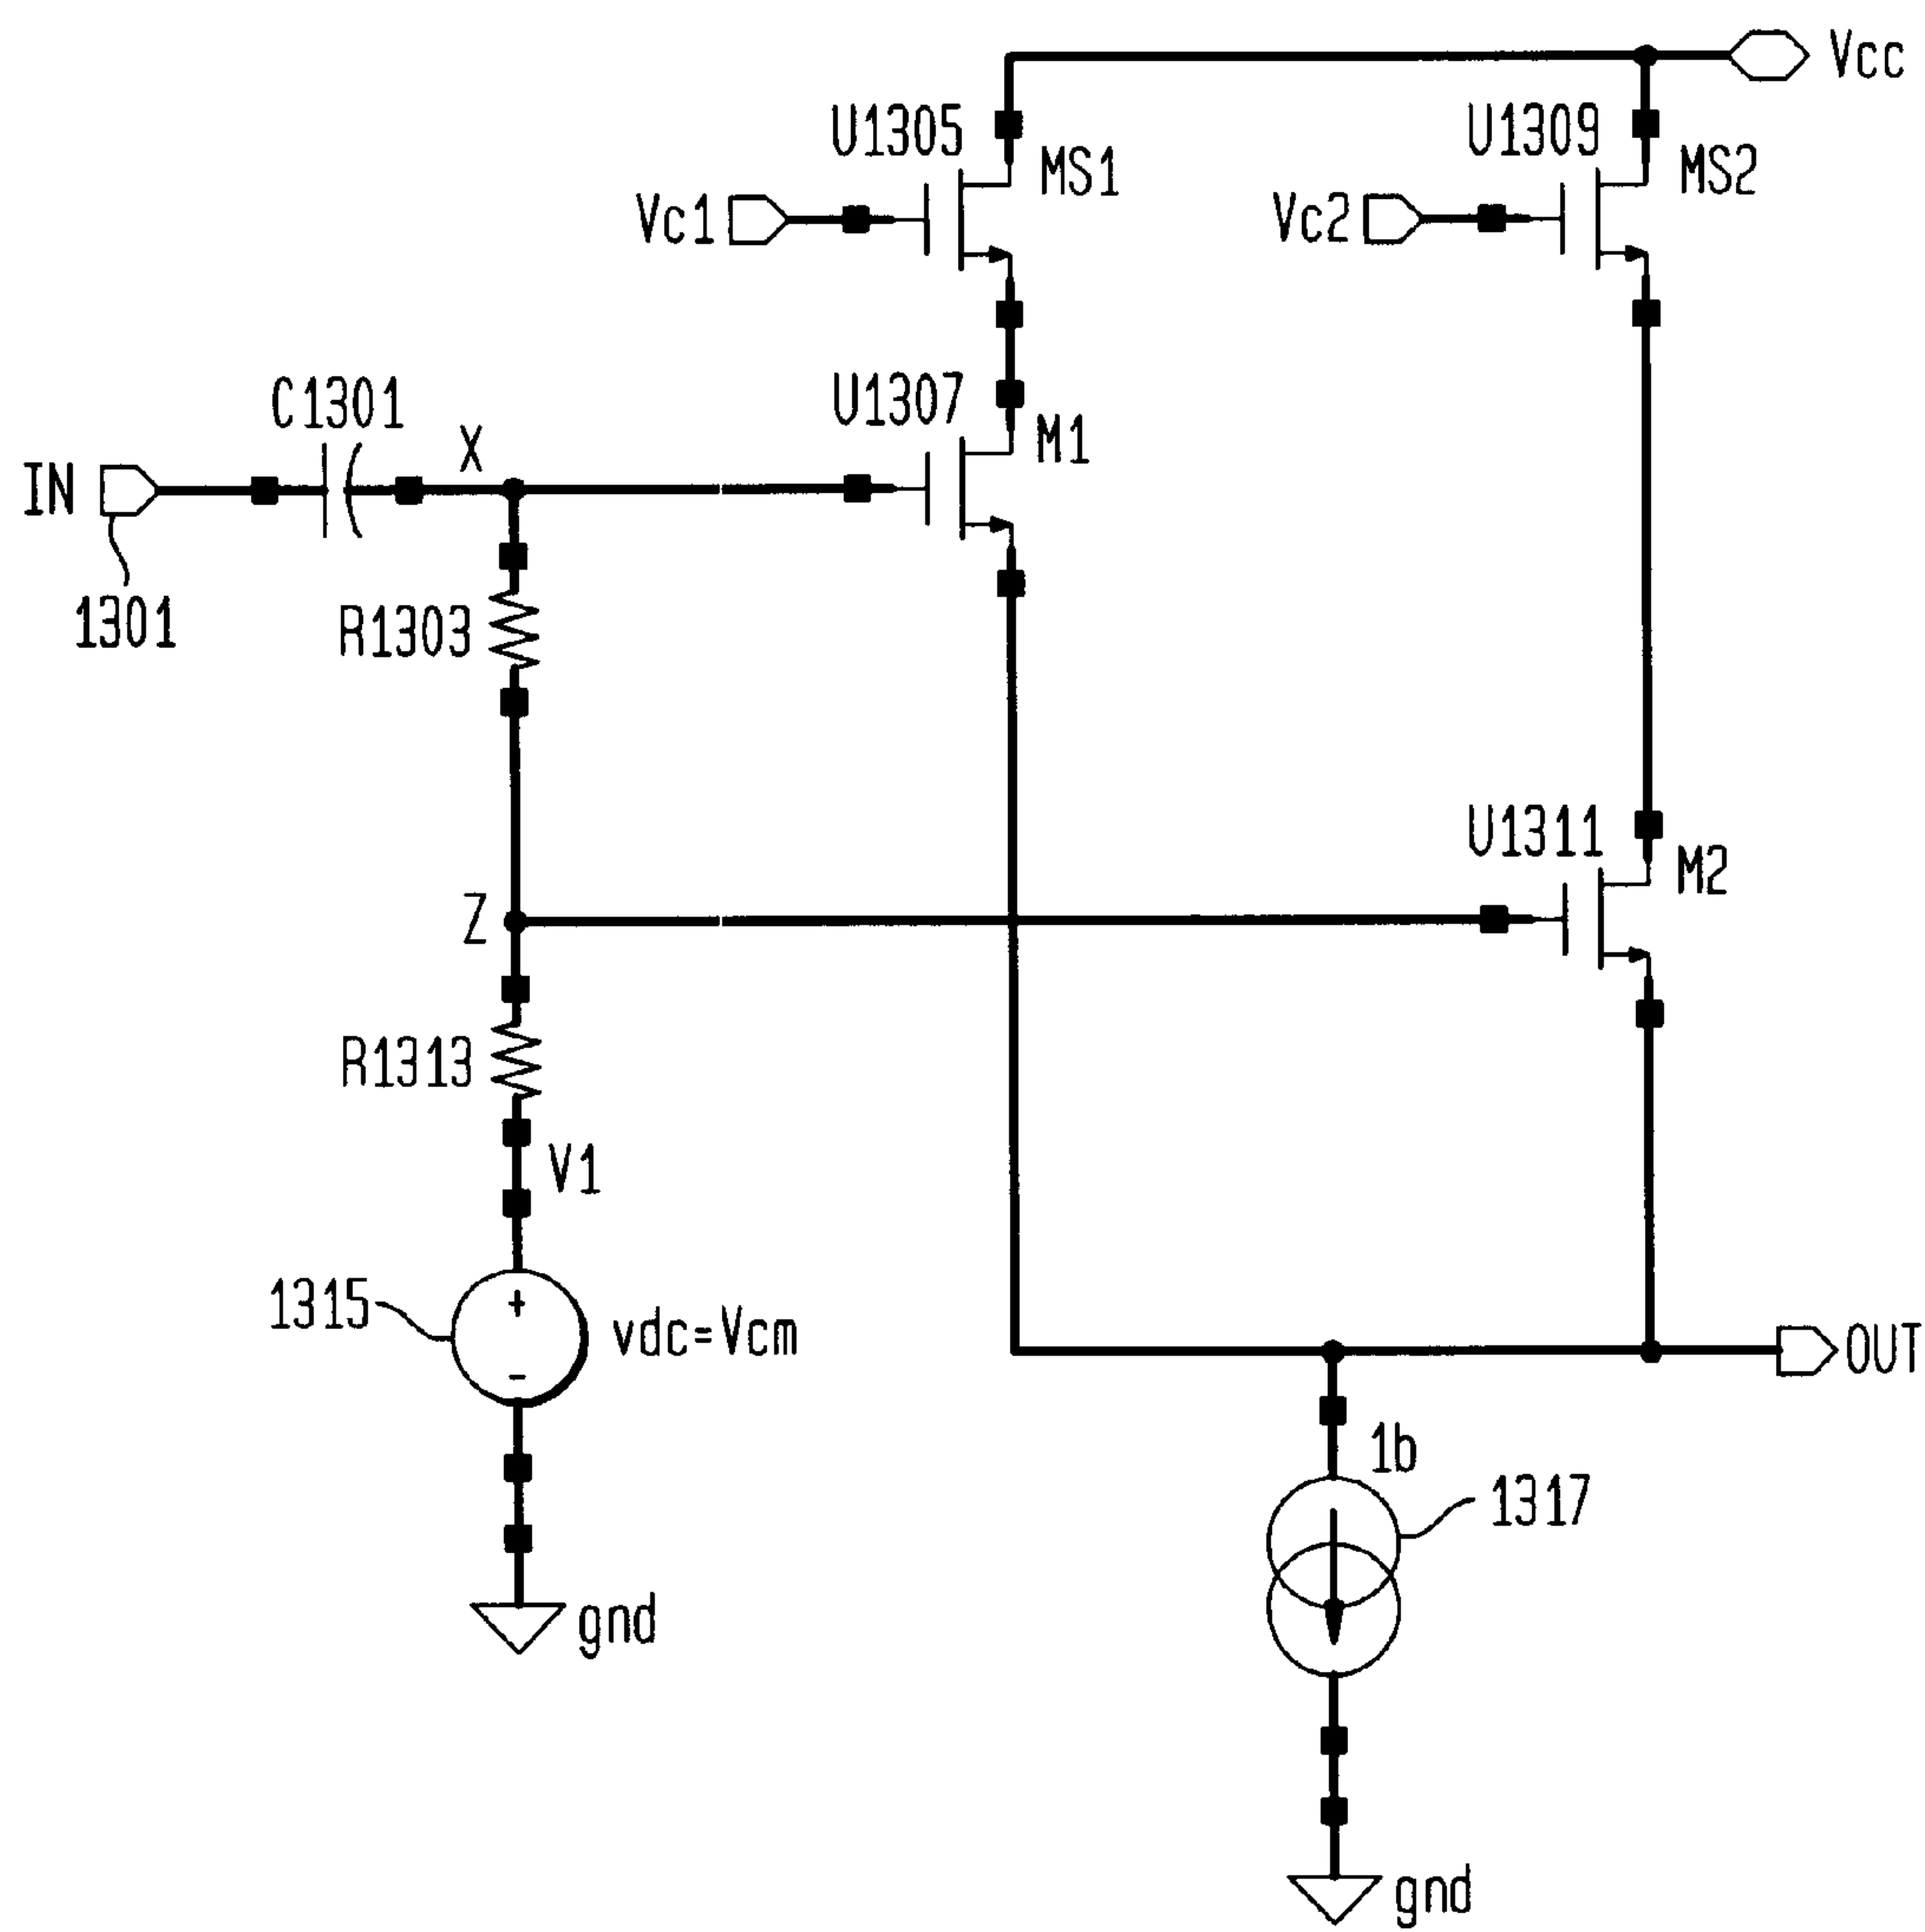 Vcc
U1305
MS1
U1309
MS2
Vc1
Vc2
C1301
X
U1307
M1
IN
1301
R1303
U1311
M2
Z
R1313
V1
1315
+
-
vdc=Vcm
OUT
1b
1317
gnd
gnd